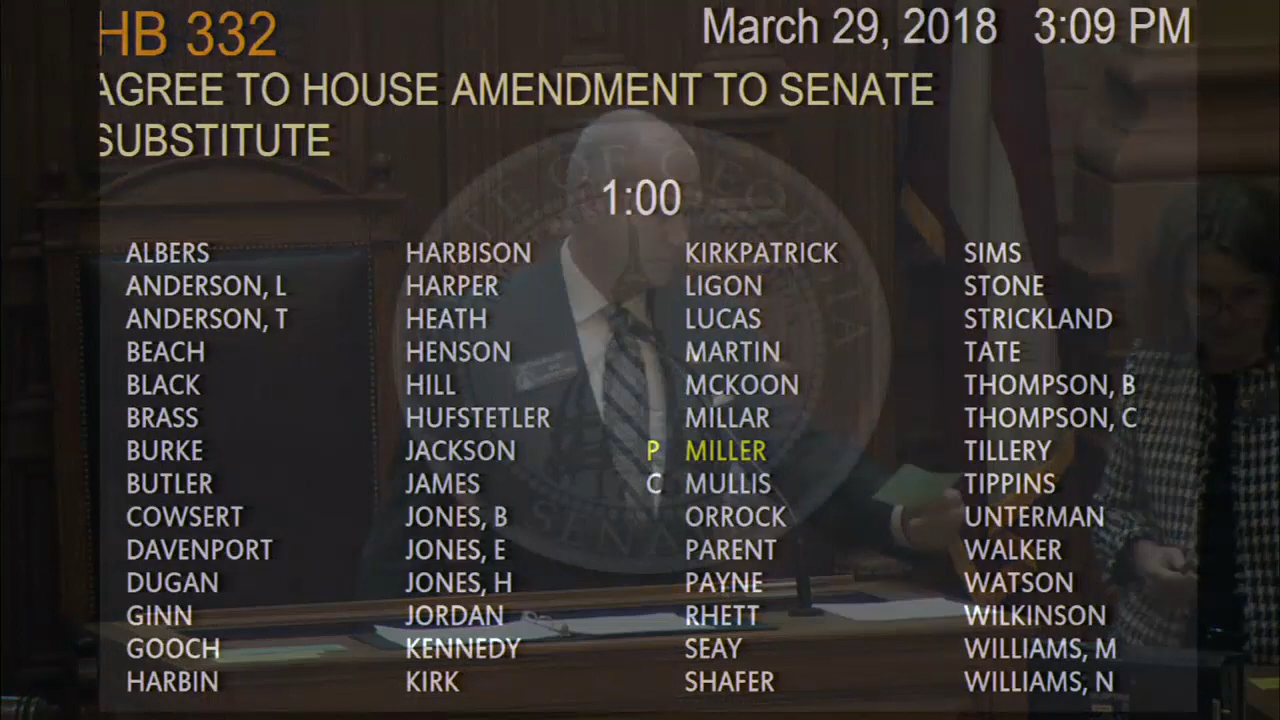 HB 332
March 29, 2018 3:09 PM
AGREE TO HOUSE AMENDMENT TO SENATE
SUBSTITUTE
1:00
ALBERS HARBISON KIRKPATRICK SIMS
ANDERSON, L HARPER LIGON STONE
ANDERSON, T HEATH LUCAS STRICKLAND
BEACH HENSON MARTIN TATE
BLACK HILL MCKOON THOMPSON, B
BRASS HUFSTETLER MILLAR THOMPSON, C
BURKE JACKSON P MILLER TILLERY
BUTLER JAMES C MULLIS TIPPINS
COWSERT JONES, B ORROCK UNTERMAN
DAVENPORT JONES, E PARENT WALKER
DUGAN JONES, H PAYNE WATSON
GINN JORDAN RHETT WILKINSON
GOOCH KENNEDY SEAY WILLIAMS, M
HARBIN KIRK SHAFER WILLIAMS, N
OF GEORGIA
SENA